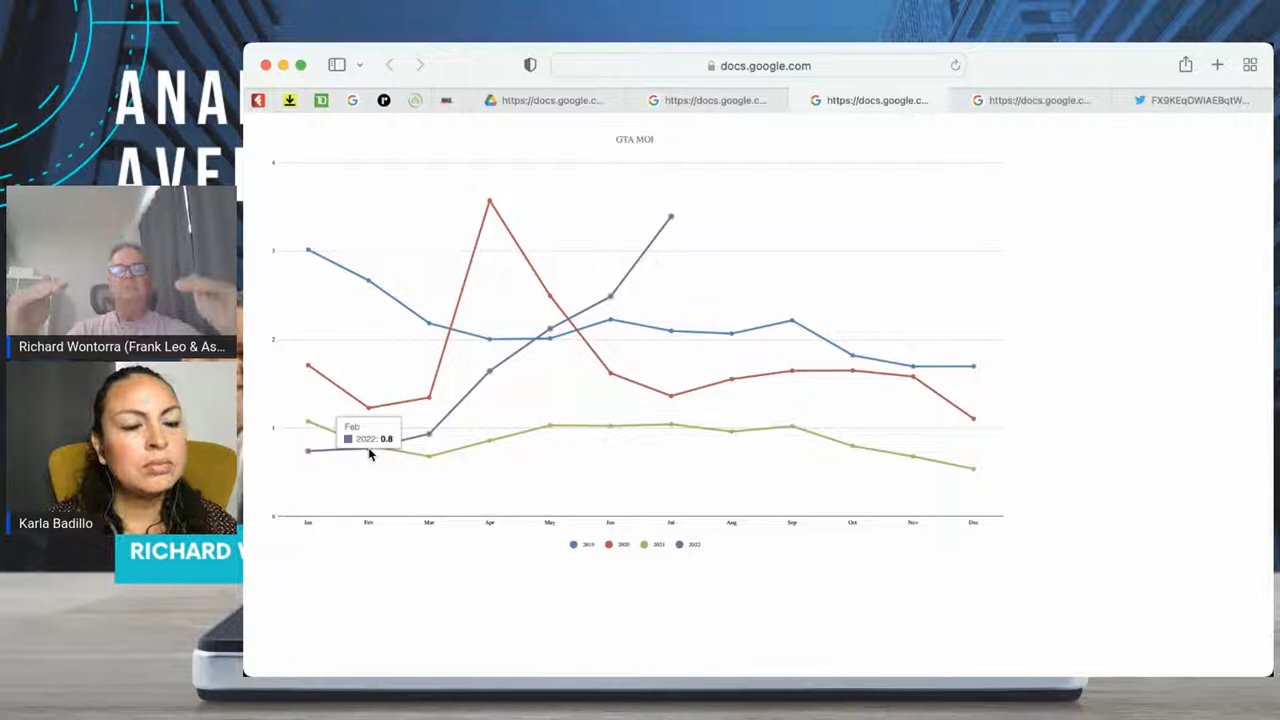 ANA
AVE
Richard Wontorra (Frank Leo & As...
Karla Badillo
RICHARD W
docs.google.com
https://docs.google.c...
https://docs.google.c...
https://docs.google.c...
https://docs.google.c...
FX9KEqDWIAEBqtW...
GTA MOI
4
3
2
1
0
Feb
2022: 0.8
Jan Feb Mar Apr May Jun Jul Aug Sep Oct Nov Dec
2019 2020 2021 2022